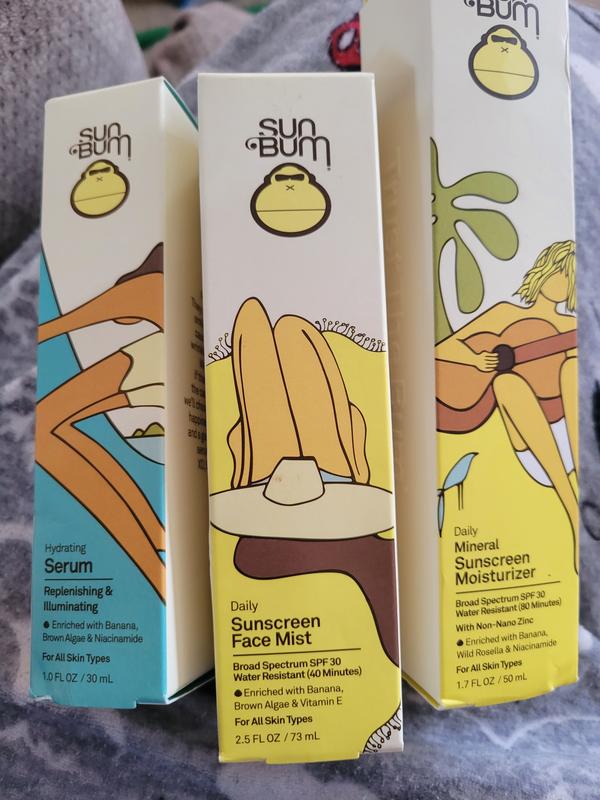 SUN
BUM
Hydrating
Serum
Replenishing &
Illuminating
Enriched with Banana,
Brown Algae & Niacinamide
For All Skin Types
1.0 FL OZ / 30 mL
SUN
BUM
Daily
Sunscreen
Face Mist
Broad Spectrum SPF 30
Water Resistant (40 Minutes)
Enriched with Banana,
Brown Algae & Vitamin E
For All Skin Types
2.5 FL OZ / 73 mL
BUM
Daily
Mineral
Sunscreen
Moisturizer
Broad Spectrum SPF 30
Water Resistant (80 Minutes)
With Non-Nano Zinc
Enriched with Banana,
Wild Rosella & Niacinamide
For All Skin Types
1.7 FL OZ / 50 mL